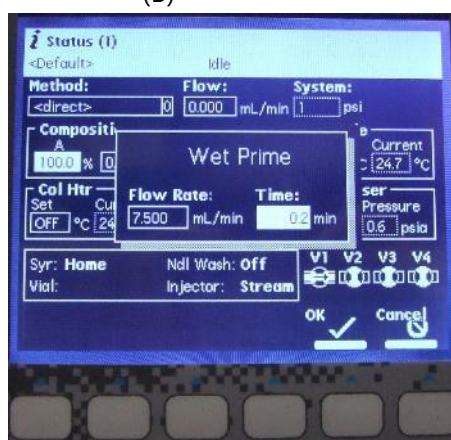 (B)
i Status (1)
<Default> Idle
Method: Flow: System:
<direct> 0 0.000 mL/min 1 psi
Compositi
A Current
100.0 % 0. 24.7 °C
Wet Prime
Col Htr
Set Cu Flow Rate: Time: Pressure
OFF °C 24 7.500 mL/min 0.2 min 0.6 psia
Syr: Home Ndl Wash: Off V1 V2 V3 V4
Vial: Injector: Stream
OK Cancel